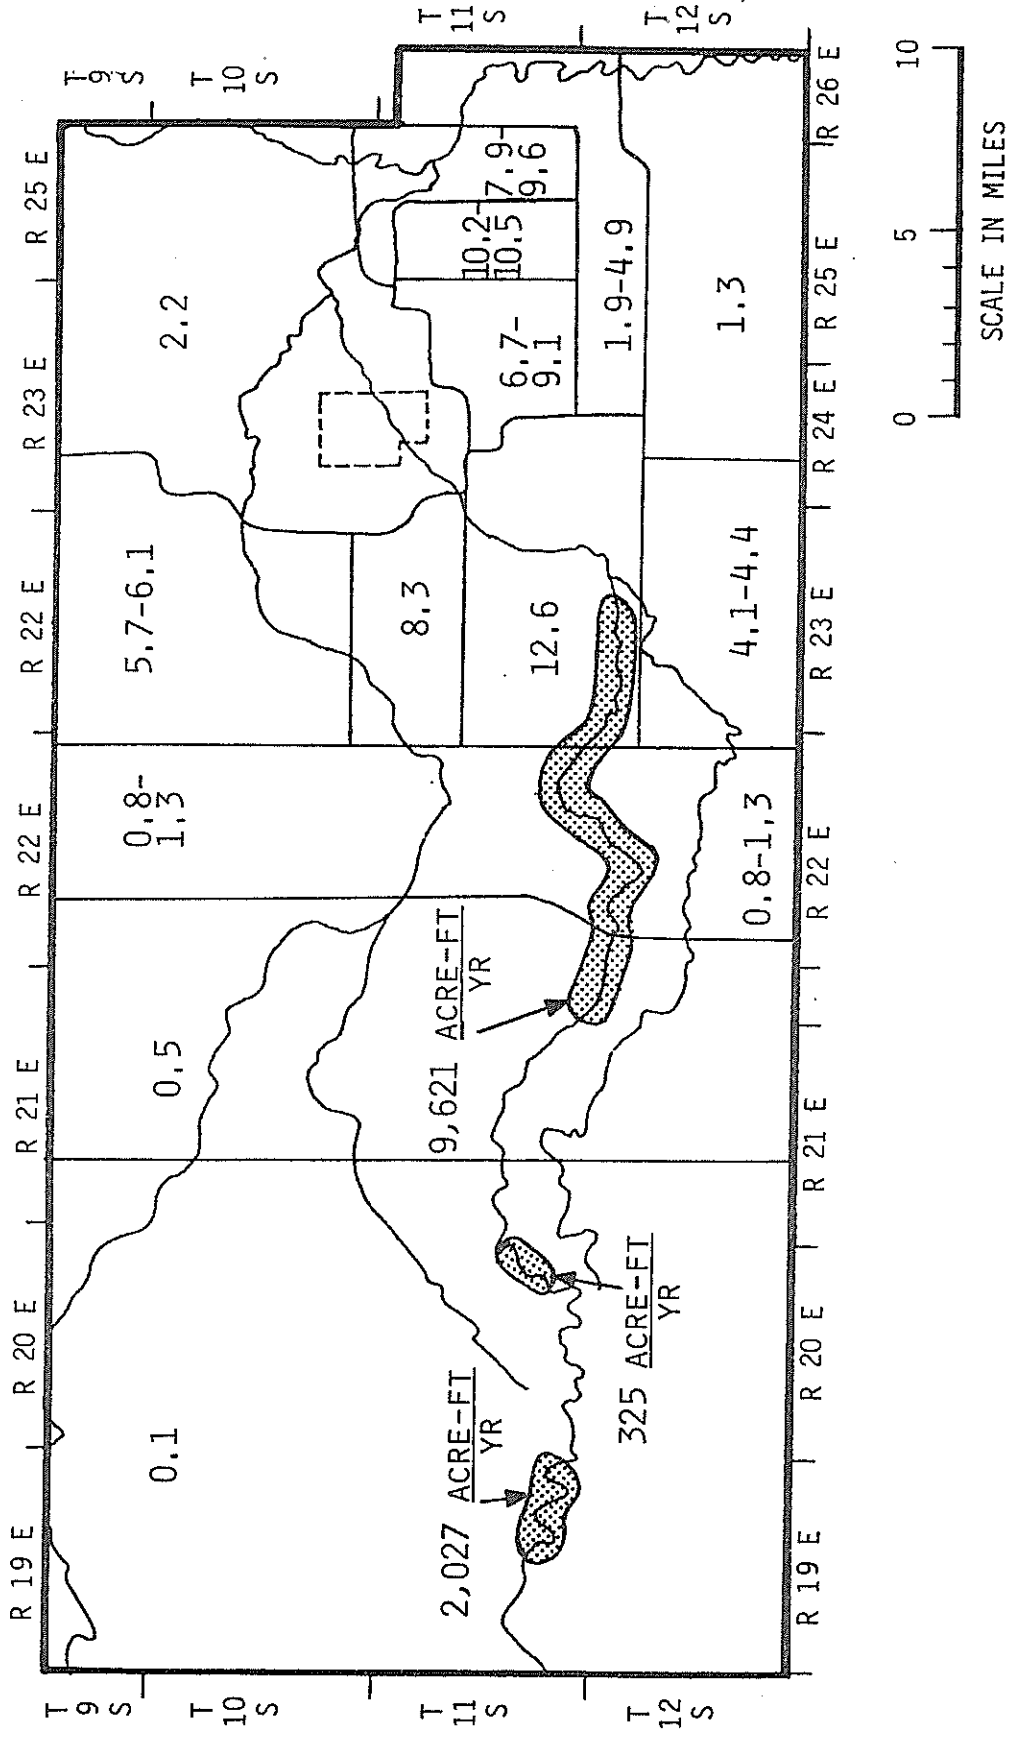 R 19 E
R 20 E
R 21 E
R 22 E
R 22 E
R 23 E
R 25 E
T
9
S
T
10
S
T
11
S
T
12
S
T
9
S
T
10
S
T
11
S
T
12
S
0.1
0.5
0.8-
1.3
5.7-6.1
2.2
8.3
12.6
6.7-
9.1
10.2-
10.5
7.9-
9.6
1.9-4.9
1.3
4.1-4.4
0.8-1.3
2,027 ACRE-FT
YR
325 ACRE-FT
YR
9,621 ACRE-FT
YR
R 19 E
R 20 E
R 21 E
R 22 E
R 23 E
R 24 E
R 25 E
R 26 E
0
5
10
SCALE IN MILES